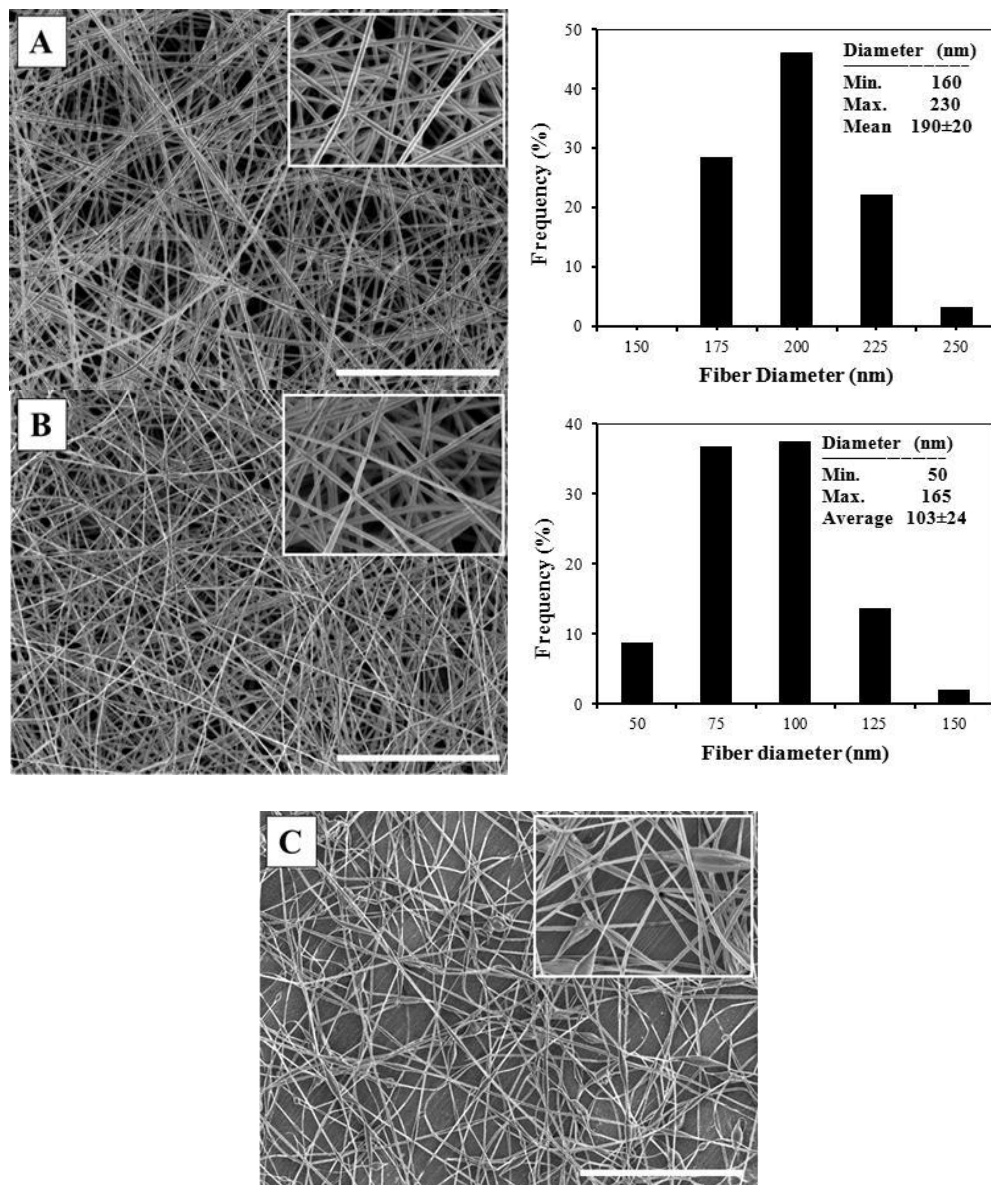 A
50
40
30
20
10
0
Frequency (%)
Diameter (nm)
Min. 160
Max. 230
Mean 190±20
150 175 200 225 250
Fiber Diameter (nm)
B
40
30
20
10
0
Frequency (%)
Diameter (nm)
Min. 50
Max. 165
Average 103±24
50 75 100 125 150
Fiber diameter (nm)
C